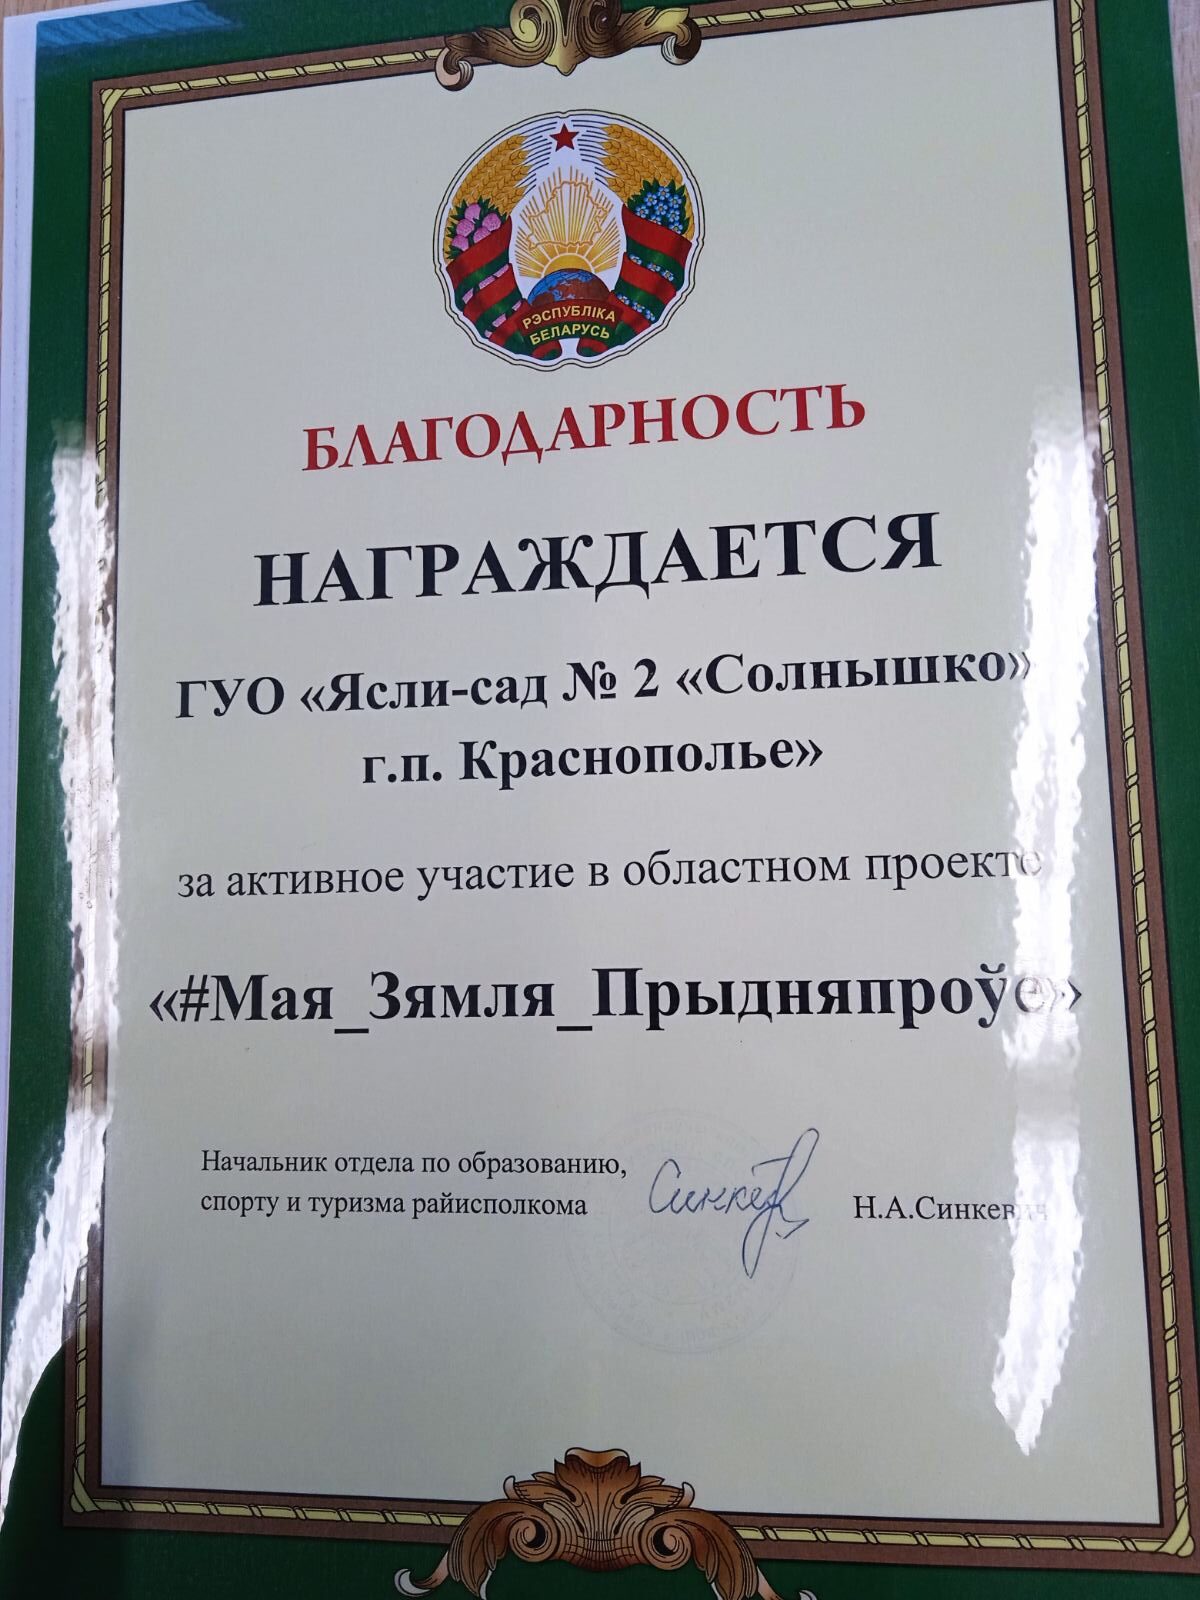 РЭСПУБЛІКА
БЕЛАРУСЬ
БЛАГОДАРНОСТЬ
НАГРАЖДАЕТСЯ
ГУО «Ясли-сад № 2 «Солнышко»
г.п. Краснополье»
за активное участие в областном проекте
«#Мая_Зямля_Прыдняпроўе»
Начальник отдела по образованию,
спорту и туризма райисполкома
Н.А.Синкевич